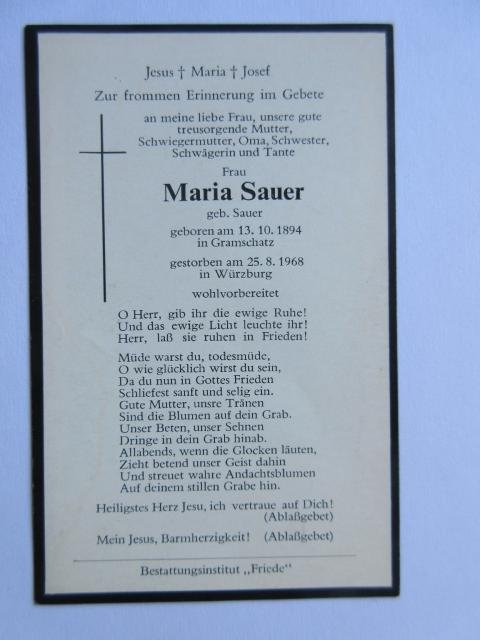 Jesus † Maria † Josef
Zur frommen Erinnerung im Gebete
an meine liebe Frau, unsere gute
treusorgende Mutter,
Schwiegermutter, Oma, Schwester,
Schwägerin und Tante
Frau
Maria Sauer
geb. Sauer
geboren am 13. 10. 1894
in Gramschatz
gestorben am 25. 8. 1968
in Würzburg
wohlvorbereitet
O Herr, gib ihr die ewige Ruhe!
Und das ewige Licht leuchte ihr!
Herr, laß sie ruhen in Frieden!
Müde warst du, todesmüde,
O wie glücklich wirst du sein,
Da du nun in Gottes Frieden
Schliefest sanft und selig ein.
Gute Mutter, unsre Tränen
Sind die Blumen auf dein Grab.
Unser Beten, unser Sehnen
Dringe in dein Grab hinab.
Allabends, wenn die Glocken läuten,
Zieht betend unser Geist dahin
Und streuet wahre Andachtsblumen
Auf deinem stillen Grabe hin.
Heiligstes Herz Jesu, ich vertraue auf Dich!
(Ablaßgebet)
Mein Jesus, Barmherzigkeit! (Ablaßgebet)
Bestattungsinstitut „Friede"